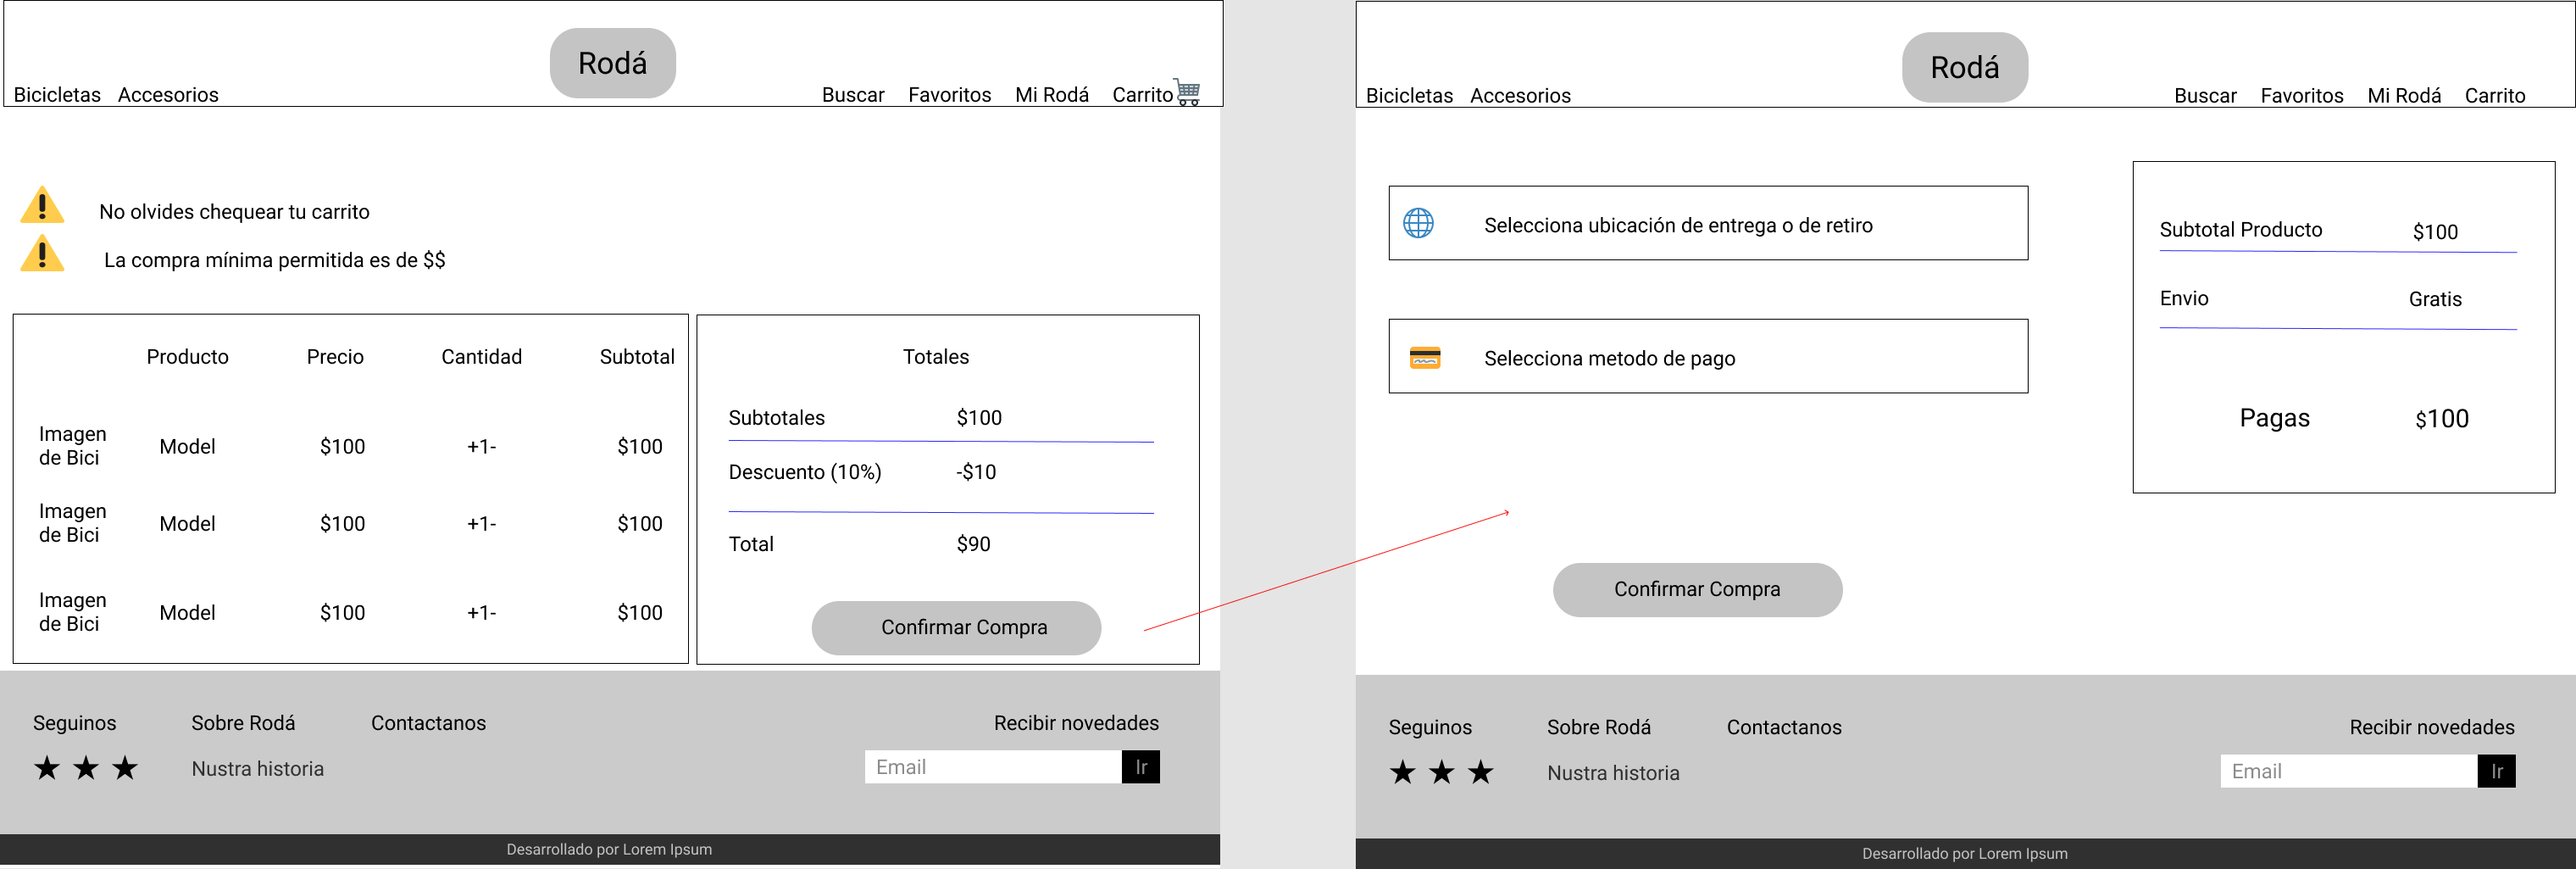 Rodá
Bicicletas Accesorios Buscar Favoritos Mi Rodá Carrito
No olvides chequear tu carrito
La compra mínima permitida es de $$
Producto Precio Cantidad Subtotal
Imagen de Bici Model $100 +1- $100
Imagen de Bici Model $100 +1- $100
Imagen de Bici Model $100 +1- $100
Totales
Subtotales $100
Descuento (10%) -$10
Total $90
Confirmar Compra
Seguinos Sobre Rodá Contactanos Recibir novedades
Nustra historia Email Ir
Desarrollado por Lorem Ipsum
Rodá
Bicicletas Accesorios Buscar Favoritos Mi Rodá Carrito
Selecciona ubicación de entrega o de retiro
Selecciona metodo de pago
Subtotal Producto $100
Envio Gratis
Pagas $100
Confirmar Compra
Seguinos Sobre Rodá Contactanos Recibir novedades
Nustra historia Email Ir
Desarrollado por Lorem Ipsum